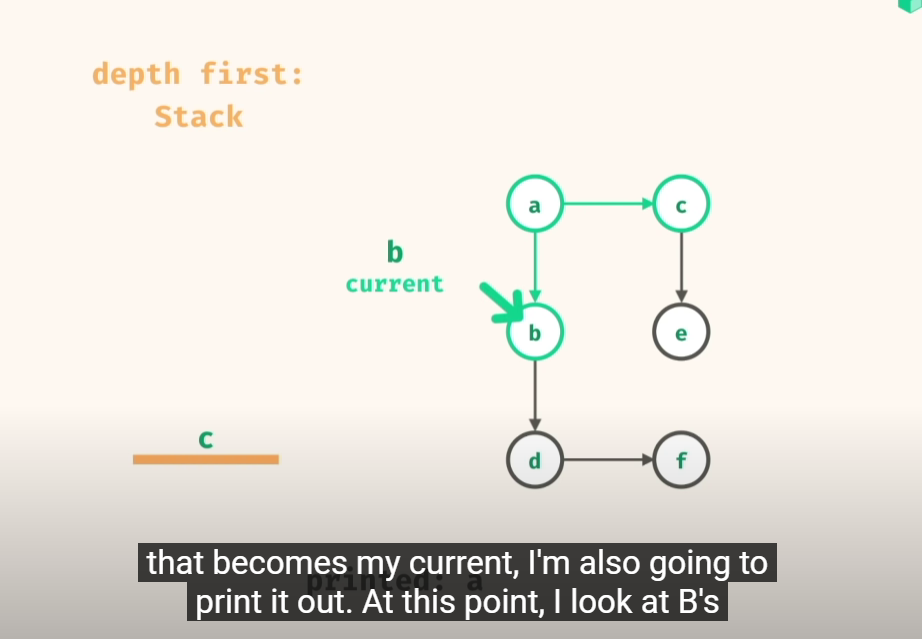 depth first:
Stack
a
c
b
current
b
e
c
d
f
that becomes my current, I'm also going to
printed: a
print it out. At this point, I look at B's